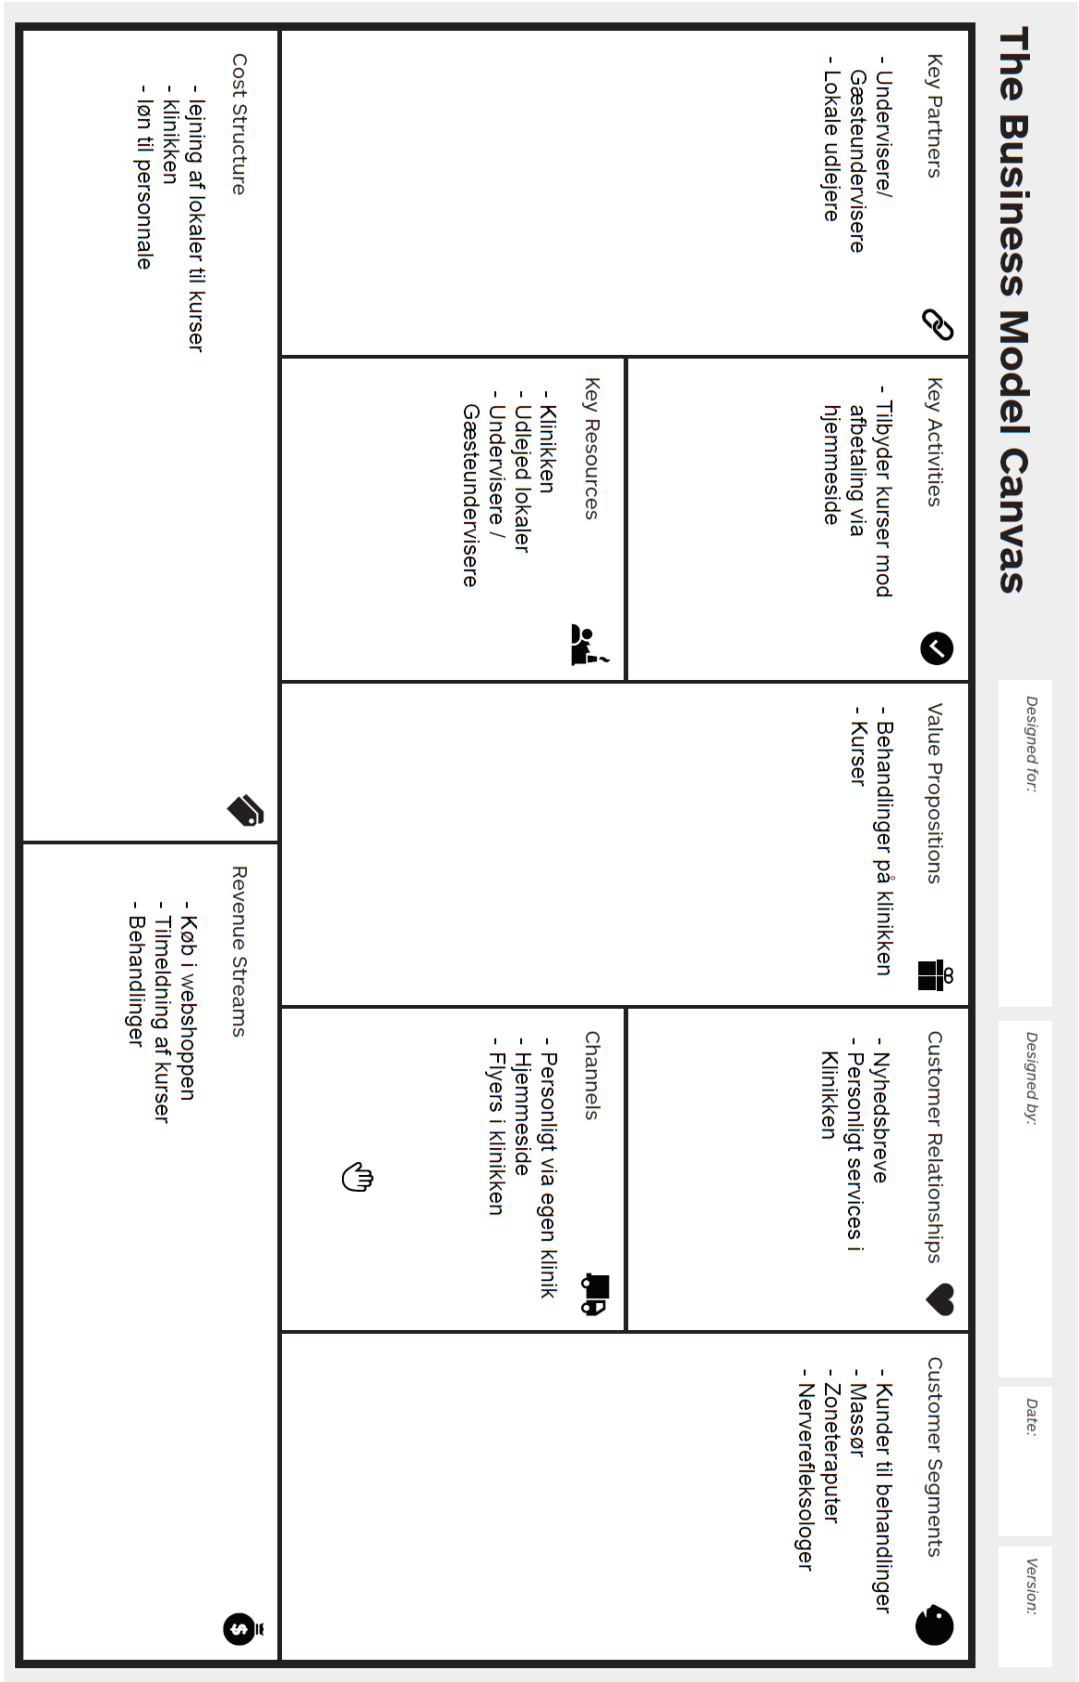 The Business Model Canvas
Designed for:
Designed by:
Date:
Version:
Key Partners
- Undervisere/
Gæsteundervisere
- Lokale udlejere
Key Activities
- Tilbyder kurser mod
afbetaling via
hjemmeside
Key Resources
- Klinikken
- Udlejed lokaler
- Undervisere /
Gæsteundervisere
Value Propositions
- Behandlinger på klinikken
- Kurser
Customer Relationships
- Nyhedsbreve
- Personligt services i
Klinikken
Channels
- Personligt via egen klinik
- Hjemmeside
- Flyers i klinikken
Customer Segments
- Kunder til behandlinger
- Massør
- Zoneteraputer
- Nerverefleksologer
Cost Structure
- lejning af lokaler til kurser
- klinikken
- løn til personnale
Revenue Streams
- Køb i webshoppen
- Tilmeldning af kurser
- Behandlinger